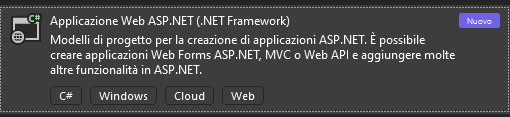 C#
Applicazione Web ASP.NET (.NET Framework)
Nuovo
Modelli di progetto per la creazione di applicazioni ASP.NET. È possibile
creare applicazioni Web Forms ASP.NET, MVC o Web API e aggiungere molte
altre funzionalità in ASP.NET.
C# Windows Cloud Web